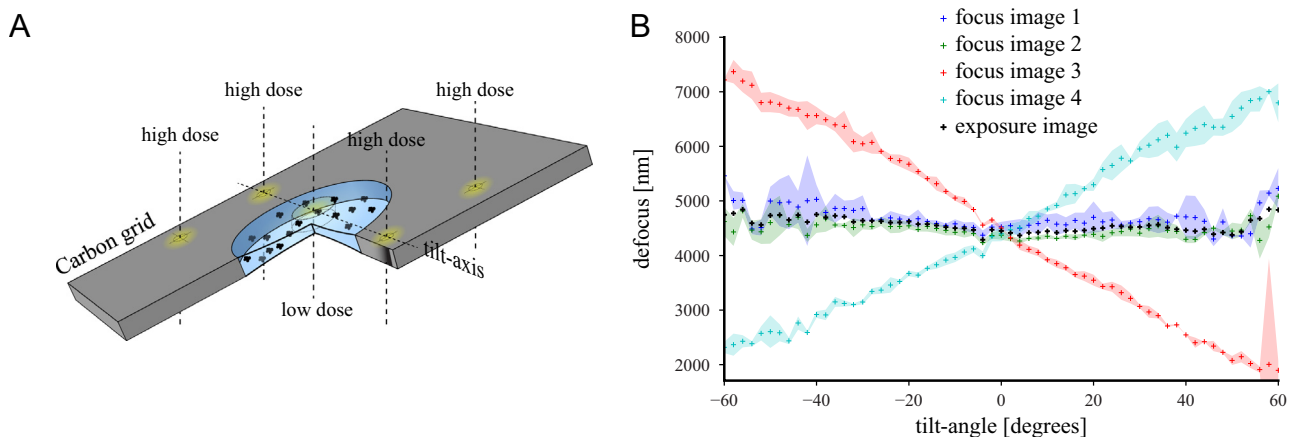 A
high dose
high dose
high dose
high dose
Carbon grid
tilt-axis
low dose
B
focus image 1
focus image 2
focus image 3
focus image 4
exposure image
8000
7000
6000
5000
4000
3000
2000
defocus [nm]
−60 −40 −20 0 20 40 60
tilt-angle [degrees]